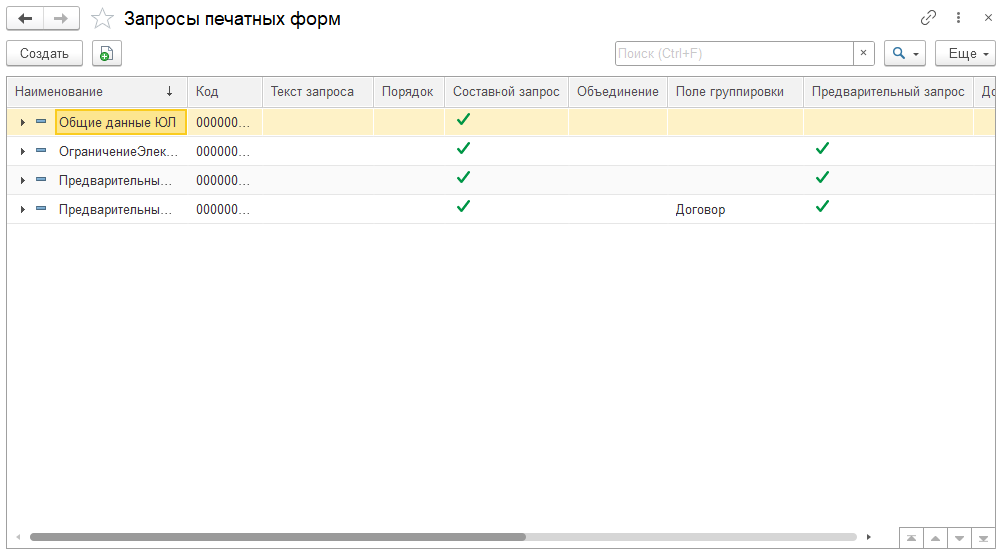 Запросы печатных форм
Создать
Поиск (Ctrl+F)
×
Еще
Наименование ↓ Код Текст запроса Порядок Составной запрос Объединение Поле группировки Предварительный запрос До
Общие данные ЮЛ 000000...
ОграничениеЭлек... 000000...
Предварительны... 000000...
Предварительны... 000000... Договор